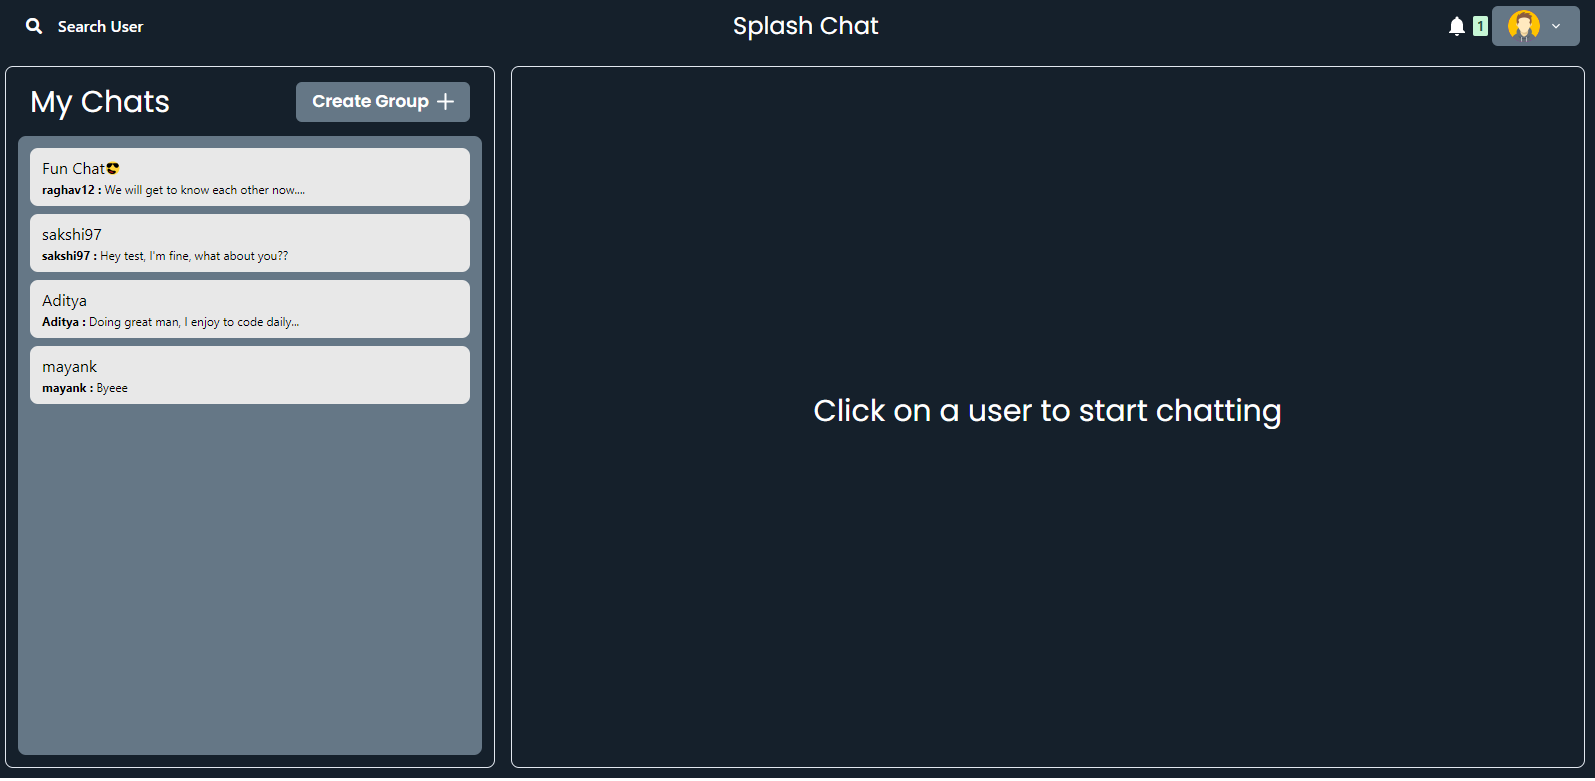 Search User
Splash Chat
1
My Chats
Create Group
Fun Chat😎
raghav12 : We will get to know each other now....
sakshi97
sakshi97 : Hey test, I'm fine, what about you??
Aditya
Aditya : Doing great man, I enjoy to code daily...
mayank
mayank : Byeee
Click on a user to start chatting